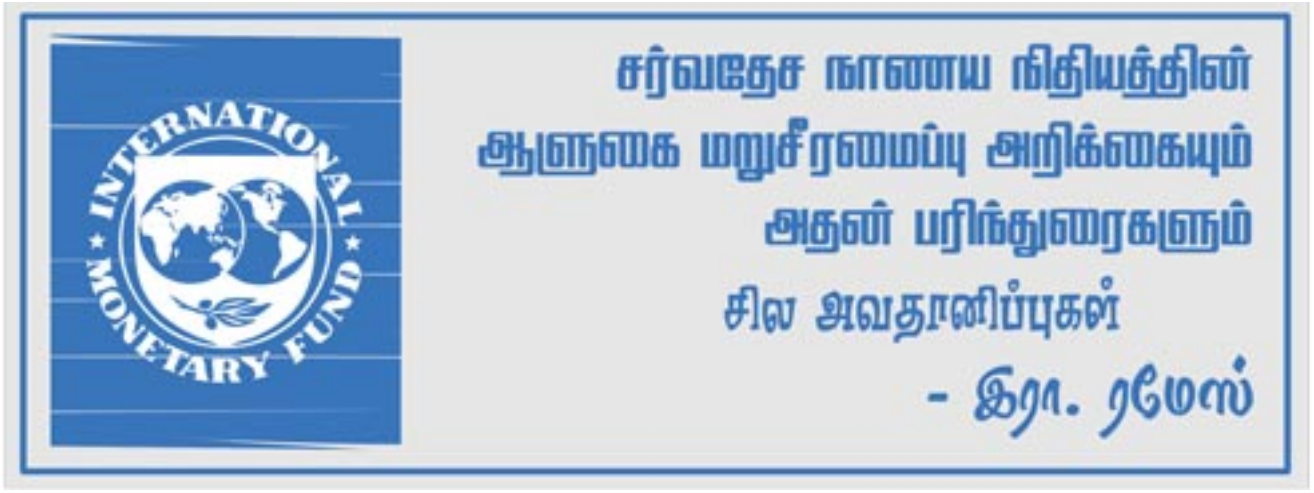 INTERNATIONAL MONETARY FUND
சர்வதேச நாணய நிதியத்தின்
ஆளுகை மறுசீரமைப்பு அறிக்கையும்
அதன் பரிந்துரைகளும்
சில அவதானிப்புகள்
- இரா. ரமேஸ்